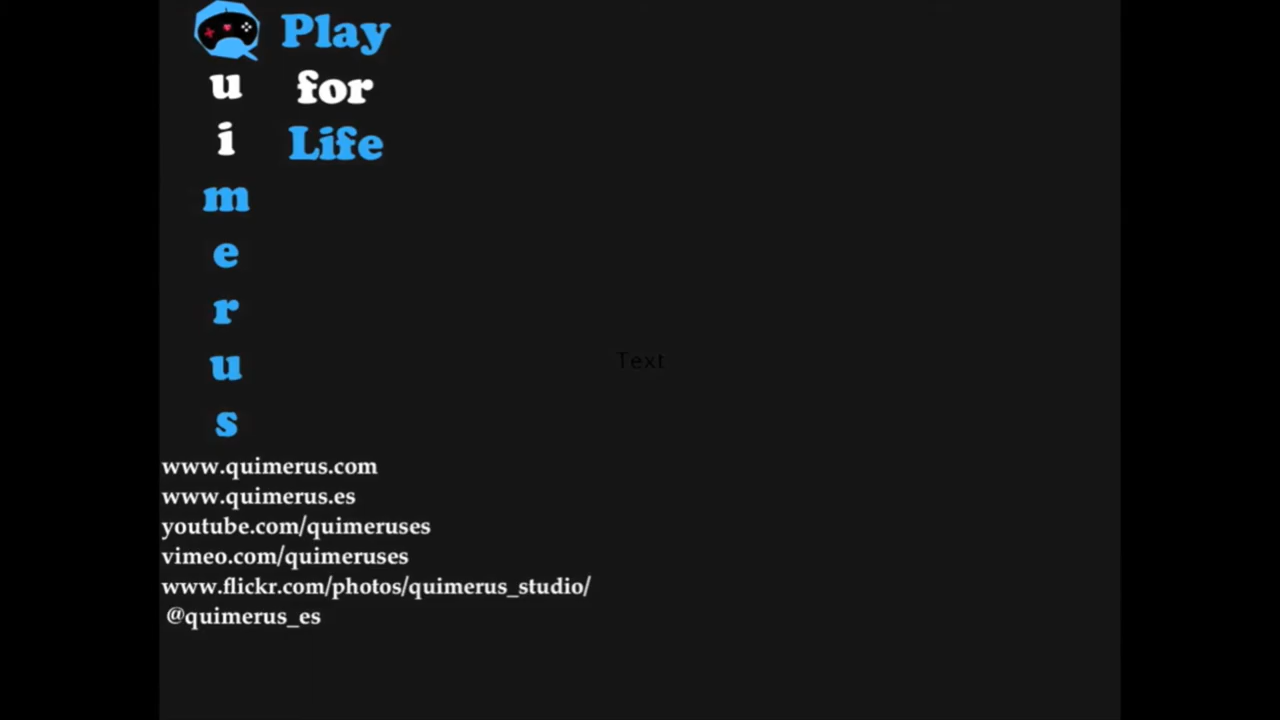 Quimerus
Play
for
Life
Text
www.quimerus.com
www.quimerus.es
youtube.com/quimeruses
vimeo.com/quimeruses
www.flickr.com/photos/quimerus_studio/
@quimerus_es